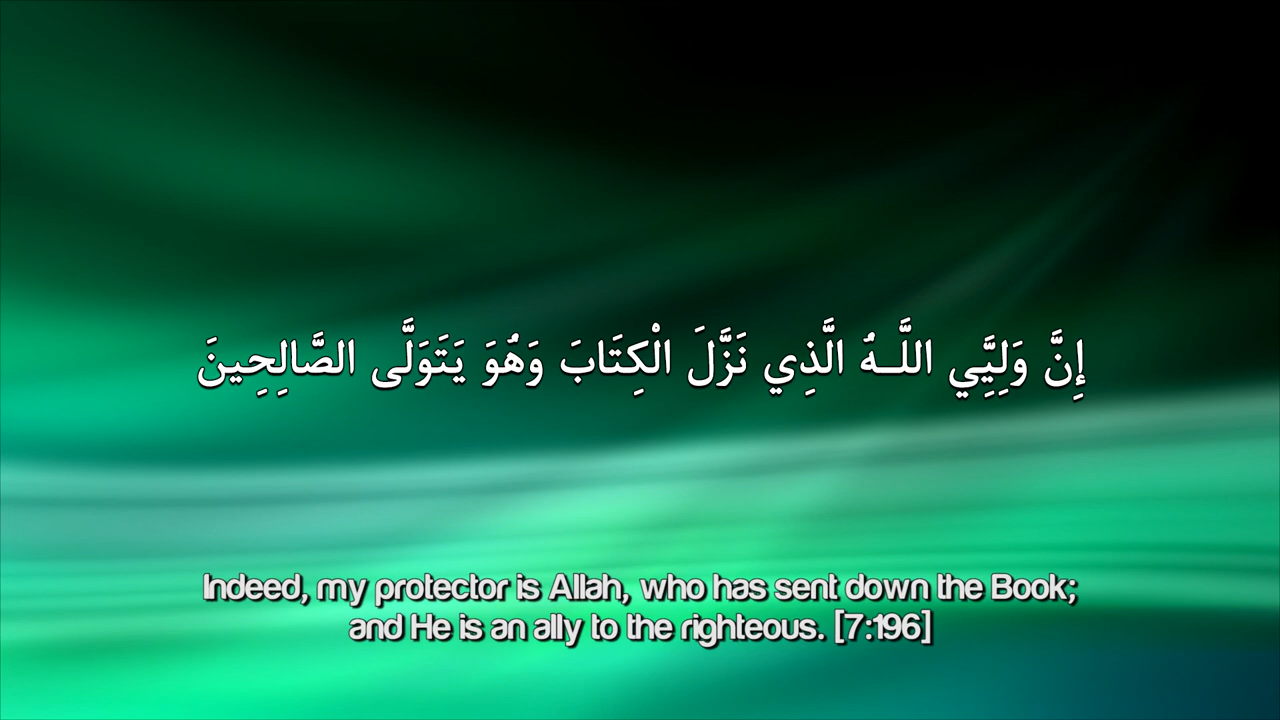 إِنَّ وَلِيِّيَ اللَّـهُ الَّذِي نَزَّلَ الْكِتَابَ وَهُوَ يَتَوَلَّى الصَّالِحِينَ
Indeed, my protector is Allah, who has sent down the Book;
and He is an ally to the righteous. [7:196]